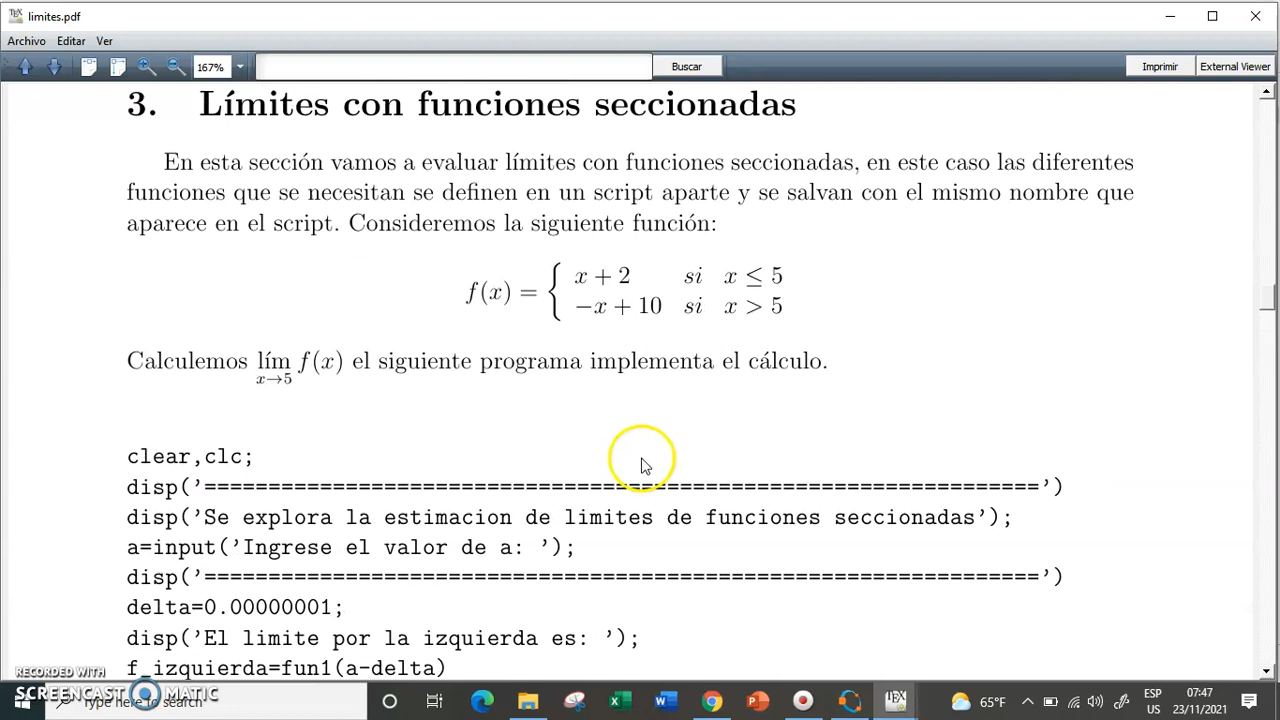 limites.pdf
Archivo Editar Ver
167% Buscar Imprimir External Viewer
3. Límites con funciones seccionadas
En esta sección vamos a evaluar límites con funciones seccionadas, en este caso las diferentes
funciones que se necesitan se definen en un script aparte y se salvan con el mismo nombre que
aparece en el script. Consideremos la siguiente función:
f(x) = { x + 2 si x ≤ 5
−x + 10 si x > 5
Calculemos lím f(x) el siguiente programa implementa el cálculo.
x→5
clear,clc;
disp('=================================================================')
disp('Se explora la estimacion de limites de funciones seccionadas');
a=input('Ingrese el valor de a: ');
disp('=================================================================')
delta=0.00000001;
disp('El limite por la izquierda es: ');
f_izquierda=fun1(a-delta)
RECORDED WITH
SCREENCAST MATIC
Type here to search
65°F
ESP
US
07:47
23/11/2021